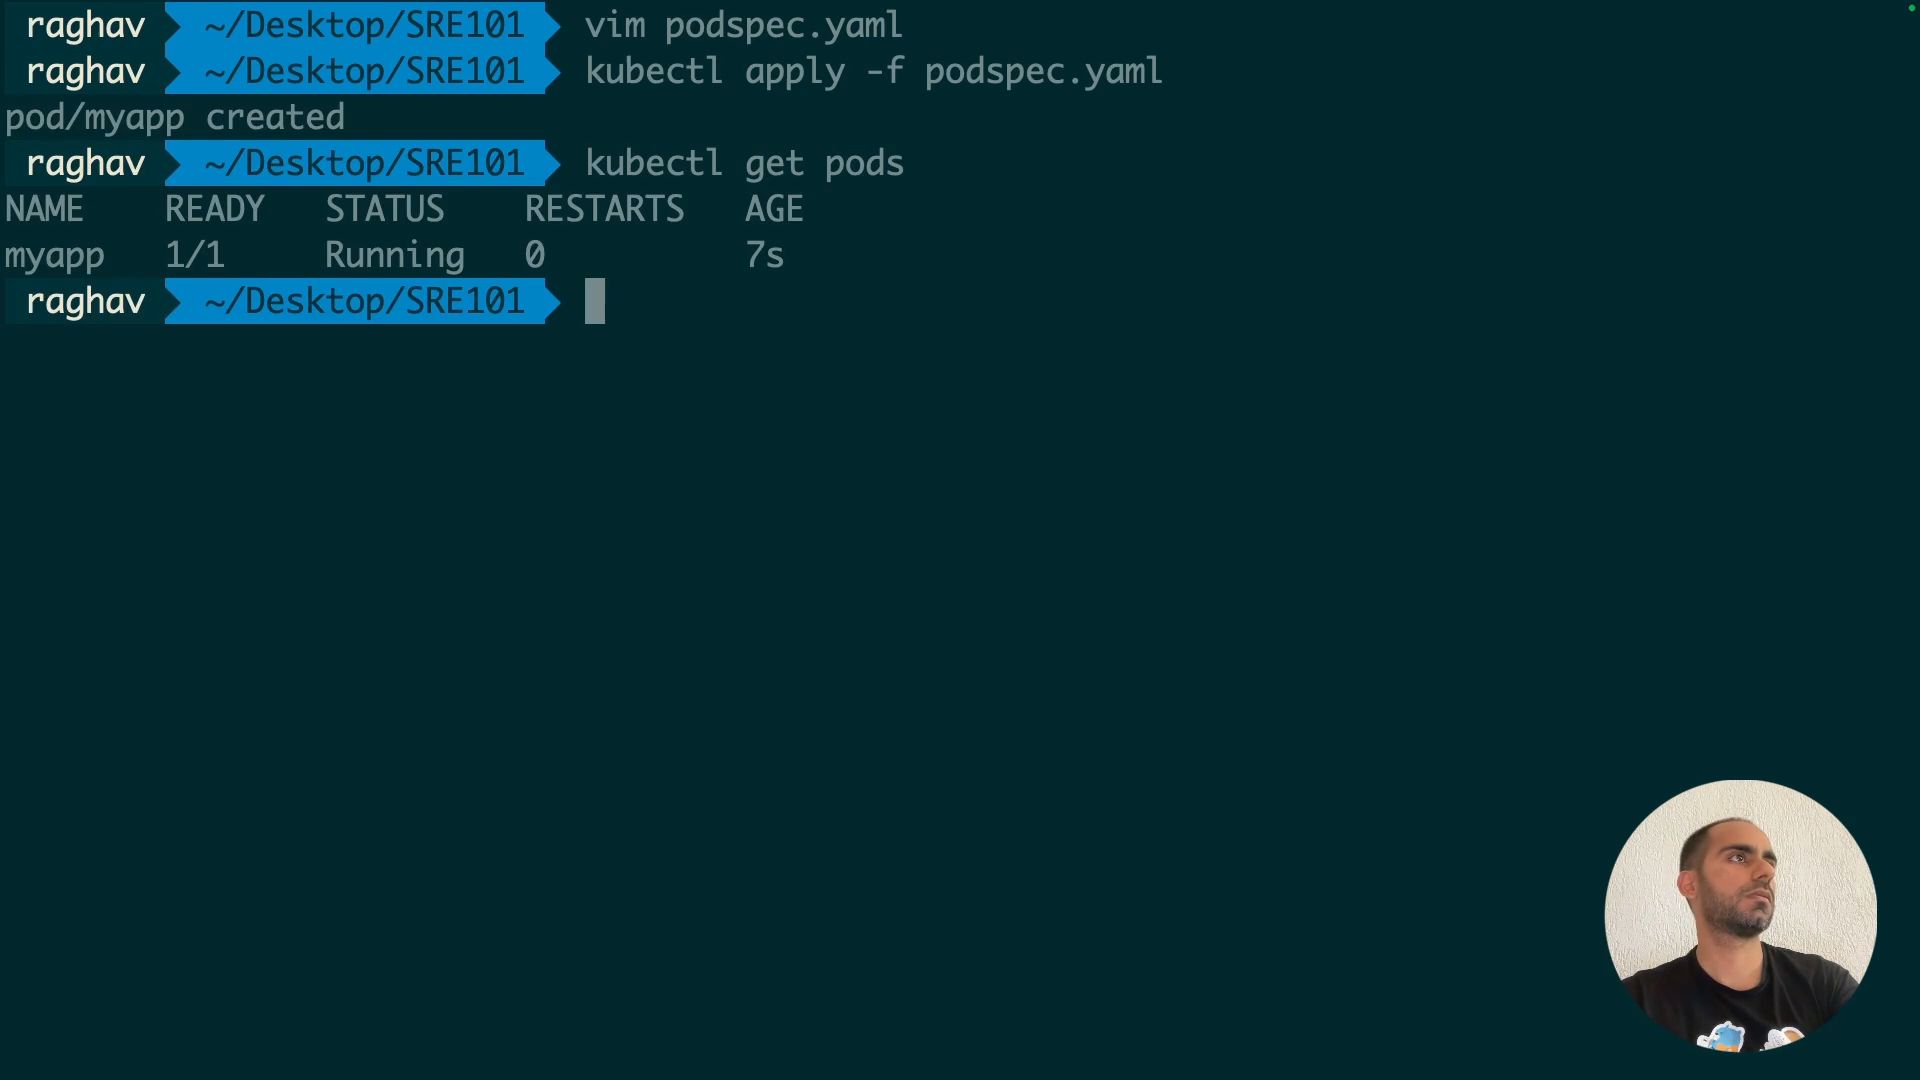 raghav ~/Desktop/SRE101 vim podspec.yaml
raghav ~/Desktop/SRE101 kubectl apply -f podspec.yaml
pod/myapp created
raghav ~/Desktop/SRE101 kubectl get pods
NAME READY STATUS RESTARTS AGE
myapp 1/1 Running 0 7s
raghav ~/Desktop/SRE101